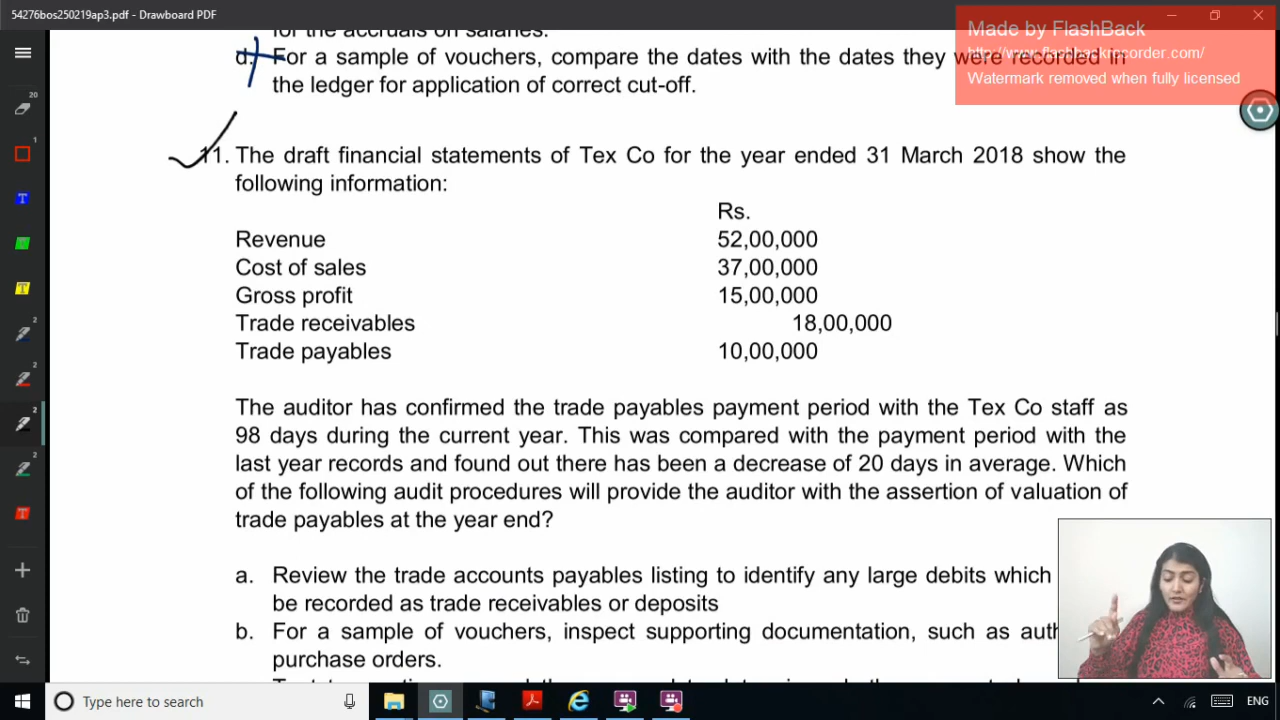 54276bos250219ap3.pdf - Drawboard PDF
Made by FlashBack
http://www.flashbackrecorder.com/
Watermark removed when fully licensed
for the accruals on salaries.
d. For a sample of vouchers, compare the dates with the dates they were recorded in
the ledger for application of correct cut-off.
11. The draft financial statements of Tex Co for the year ended 31 March 2018 show the
following information:
Rs.
Revenue 52,00,000
Cost of sales 37,00,000
Gross profit 15,00,000
Trade receivables 18,00,000
Trade payables 10,00,000
The auditor has confirmed the trade payables payment period with the Tex Co staff as
98 days during the current year. This was compared with the payment period with the
last year records and found out there has been a decrease of 20 days in average. Which
of the following audit procedures will provide the auditor with the assertion of valuation of
trade payables at the year end?
a. Review the trade accounts payables listing to identify any large debits which
be recorded as trade receivables or deposits
b. For a sample of vouchers, inspect supporting documentation, such as auth
purchase orders.
Type here to search
ENG